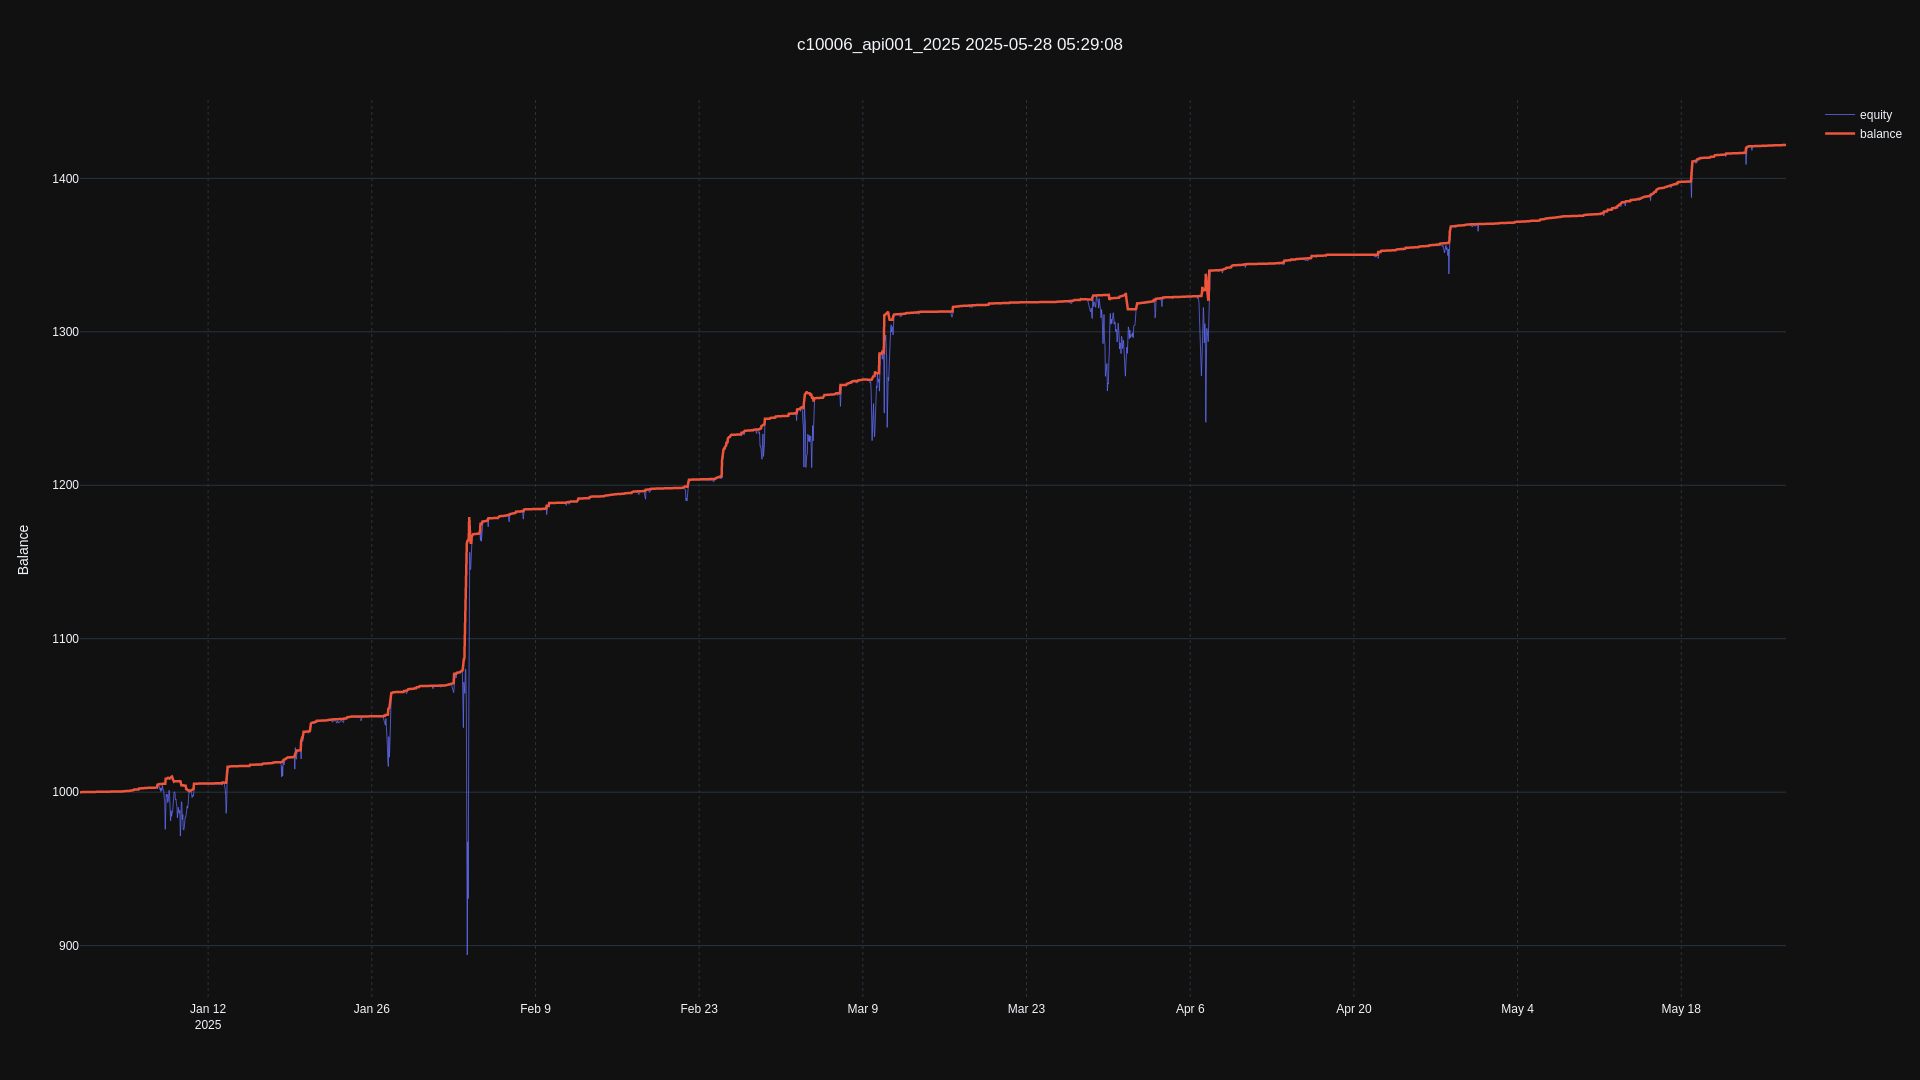 c10006_api001_2025 2025-05-28 05:29:08
equity
balance
1400
1300
1200
1100
1000
900
Balance
Jan 12
2025
Jan 26
Feb 9
Feb 23
Mar 9
Mar 23
Apr 6
Apr 20
May 4
May 18